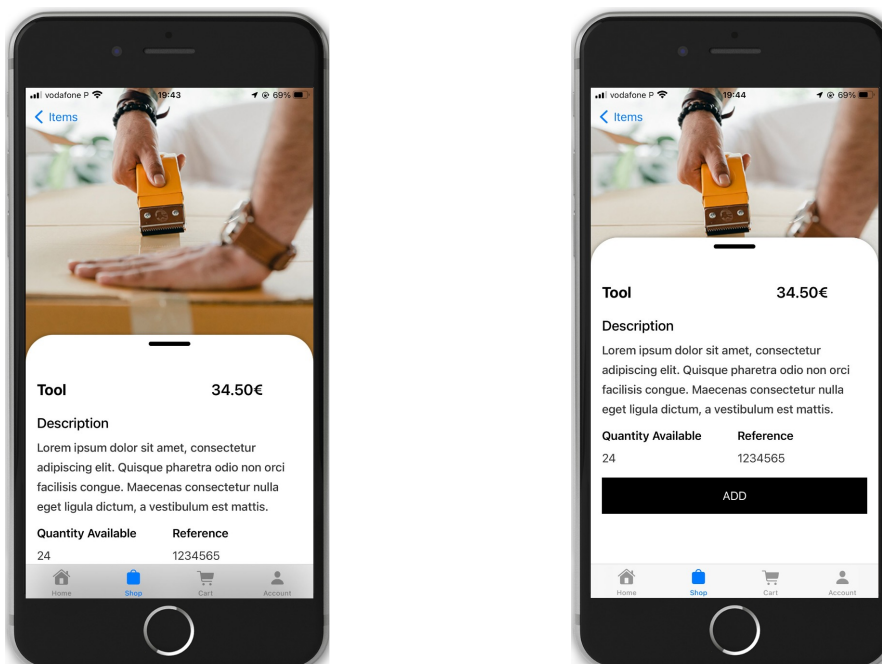 vodafone P 19:43 69%
Items
Tool 34.50€
Description
Lorem ipsum dolor sit amet, consectetur
adipiscing elit. Quisque pharetra odio non orci
facilisis congue. Maecenas consectetur nulla
eget ligula dictum, a vestibulum est mattis.
Quantity Available Reference
24 1234565
Home Shop Cart Account
vodafone P 19:44 69%
Items
Tool 34.50€
Description
Lorem ipsum dolor sit amet, consectetur
adipiscing elit. Quisque pharetra odio non orci
facilisis congue. Maecenas consectetur nulla
eget ligula dictum, a vestibulum est mattis.
Quantity Available Reference
24 1234565
ADD
Home Shop Cart Account